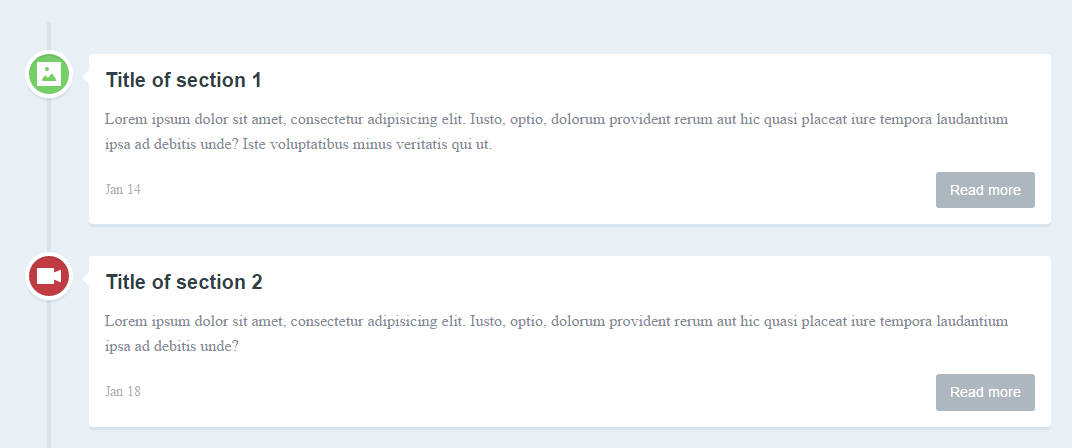 Title of section 1
Lorem ipsum dolor sit amet, consectetur adipisicing elit. Iusto, optio, dolorum provident rerum aut hic quasi placeat iure tempora laudantium
ipsa ad debitis unde? Iste voluptatibus minus veritatis qui ut.
Jan 14
Read more
Title of section 2
Lorem ipsum dolor sit amet, consectetur adipisicing elit. Iusto, optio, dolorum provident rerum aut hic quasi placeat iure tempora laudantium
ipsa ad debitis unde?
Jan 18
Read more